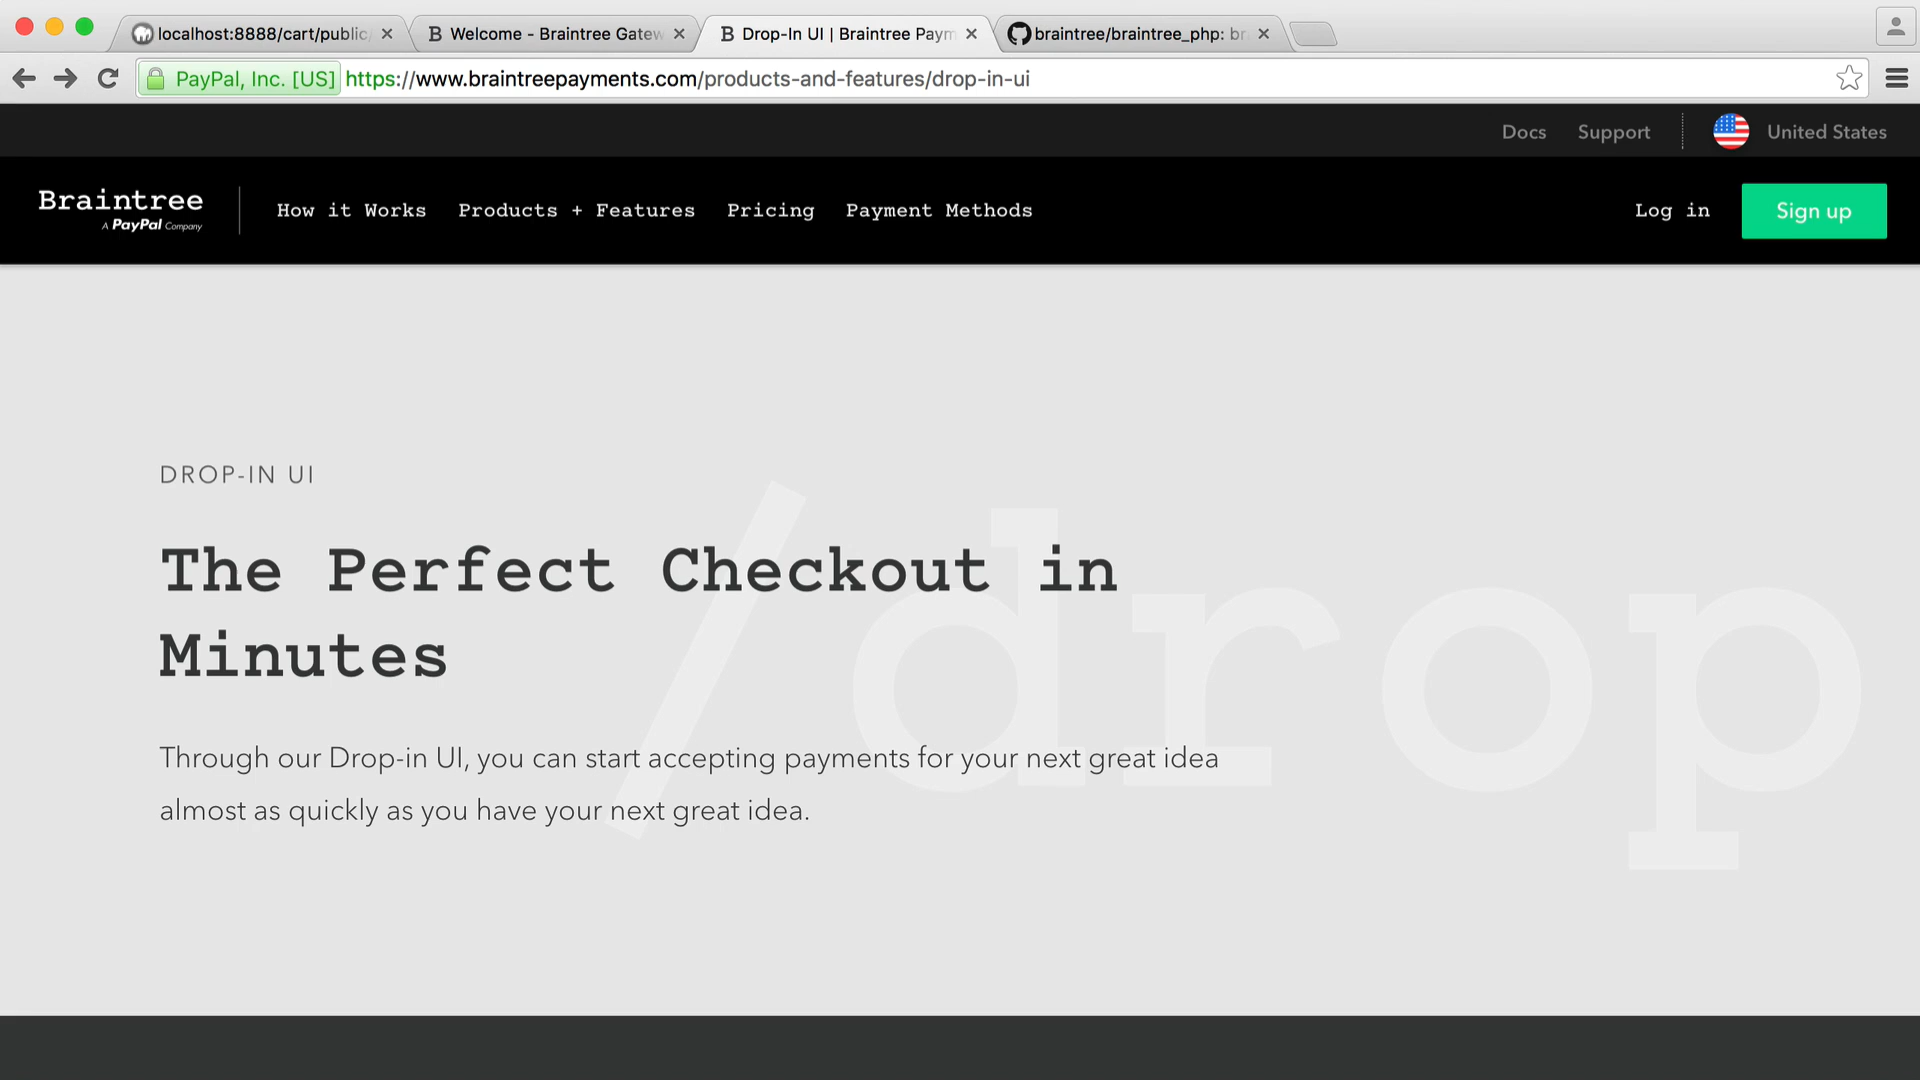 localhost:8888/cart/public
Welcome - Braintree Gatew
Drop-In UI | Braintree Paym
braintree/braintree_php: br
PayPal, Inc. [US] https://www.braintreepayments.com/products-and-features/drop-in-ui
Docs Support United States
Braintree
A PayPal Company
How it Works Products + Features Pricing Payment Methods Log in Sign up
DROP-IN UI
/drop
The Perfect Checkout in
Minutes
Through our Drop-in UI, you can start accepting payments for your next great idea
almost as quickly as you have your next great idea.